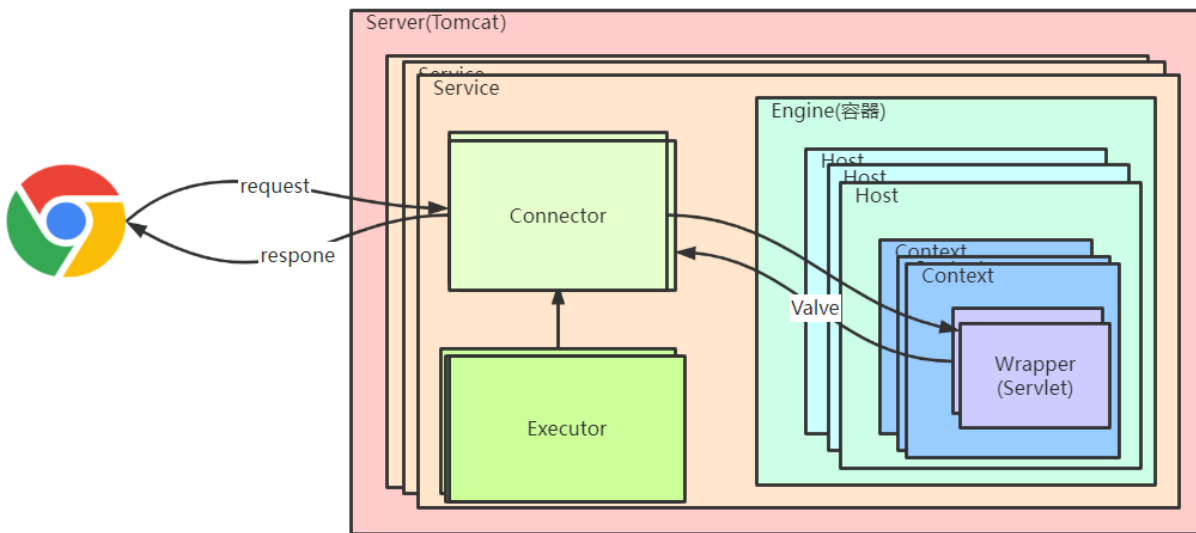 Server(Tomcat)
Service
Service
Engine(容器)
Host
Host
Host
request
Connector
respone
Context
Context
Valve
Wrapper
(Servlet)
Executor